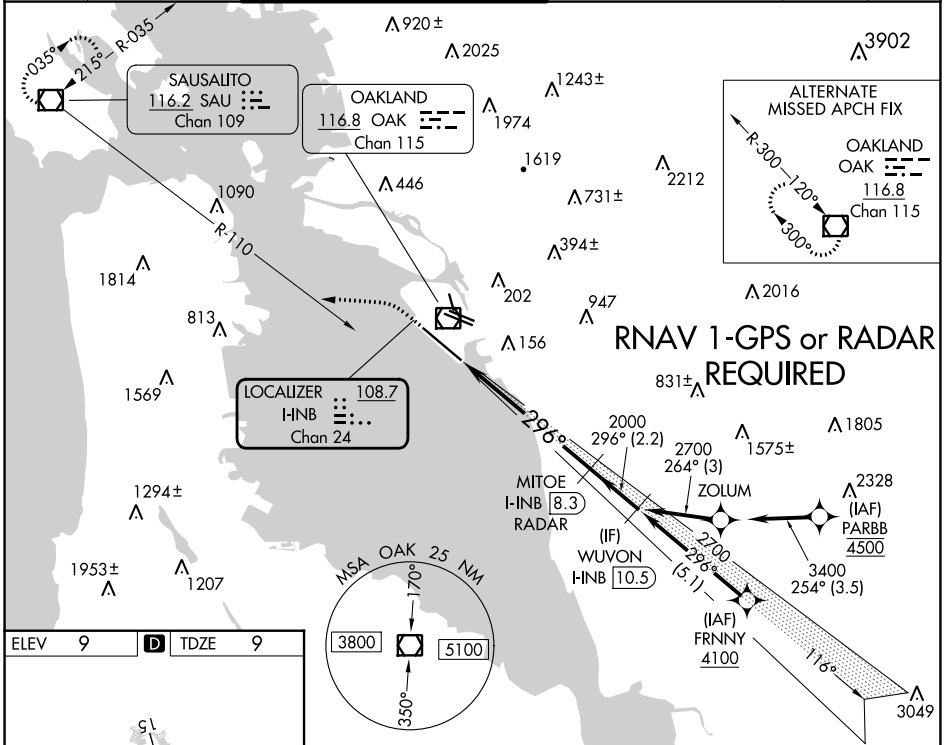 920±
2025
3902
035°
215°
R-035
SAUSALITO
116.2 SAU
Chan 109
OAKLAND
116.8 OAK
Chan 115
1243±
1974
1619
2212
446
731±
1090
R-110
394±
1814
813
202
947
2016
156
1569
ALTERNATE
MISSED APCH FIX
R-300
120°
300°
OAKLAND
OAK
116.8
Chan 115
RNAV 1-GPS or RADAR
REQUIRED
831±
LOCALIZER 108.7
I-INB
Chan 24
296°
2000
296° (2.2)
2700
264° (3)
1575±
1805
MITOE
I-INB 8.3
RADAR
ZOLUM
2328
(IAF)
PARBB
4500
(IF)
WUVON
I-INB 10.5
2700
296°
(5.1)
3400
254° (3.5)
1294±
1953±
1207
(IAF)
FRNNY
4100
116°
3049
MSA OAK 25 NM
170°
3800
5100
350°
ELEV 9 D TDZE 9
15